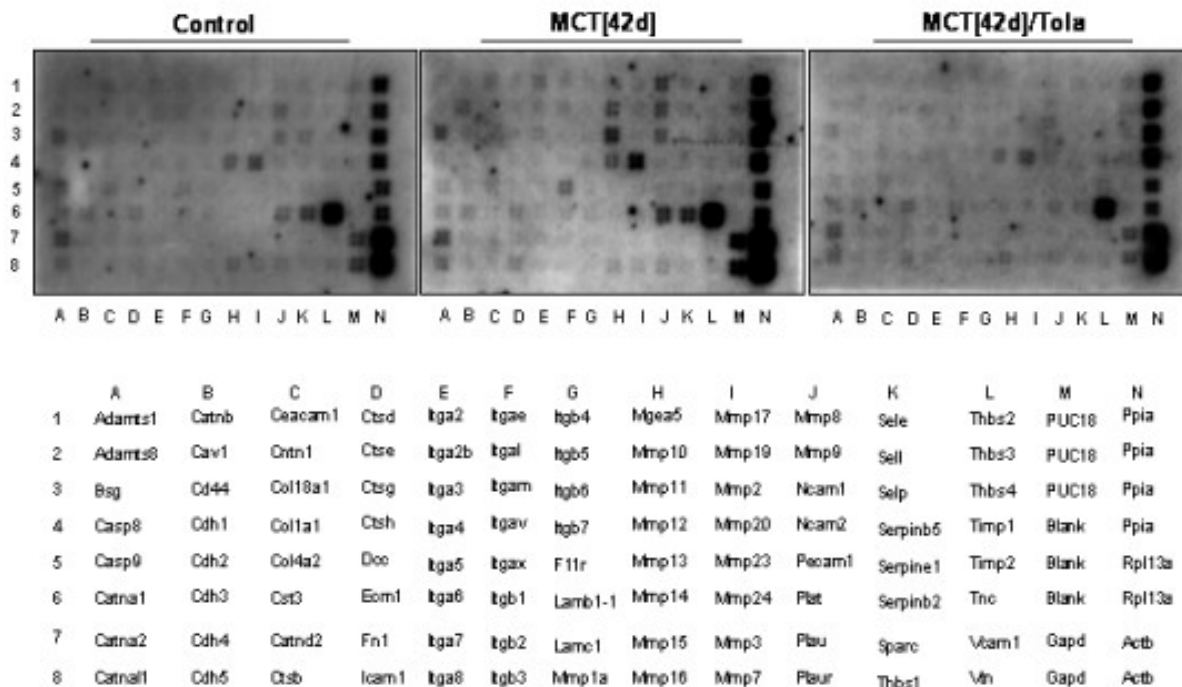 Control MCT[42d] MCT[42d]/Tola
1
2
3
4
5
6
7
8
A B C D E F G H I J K L M N A B C D E F G H I J K L M N A B C D E F G H I J K L M N
A B C D E F G H I J K L M N
1 Adamts1 Catnb Ceacam1 Ctsd Itga2 Itgae Itgb4 Mgea5 Mmp17 Mmp8 Sele Thbs2 PUC18 Ppia
2 Adamts8 Cav1 Cntn1 Ctse Itga2b Itgal Itgb5 Mmp10 Mmp19 Mmp9 Sell Thbs3 PUC18 Ppia
3 Bsg Cd44 Col18a1 Ctsg Itga3 Itgam Itgb6 Mmp11 Mmp2 Ncam1 Selp Thbs4 PUC18 Ppia
4 Casp8 Cdh1 Col1a1 Ctsh Itga4 Itgav Itgb7 Mmp12 Mmp20 Ncam2 Serpinb5 Timp1 Blank Ppia
5 Casp9 Cdh2 Col4a2 Dcc Itga5 Itgax F11r Mmp13 Mmp23 Pecam1 Serpine1 Timp2 Blank Rpl13a
6 Catna1 Cdh3 Cst3 Ecm1 Itga6 Itgb1 Lamb1-1 Mmp14 Mmp24 Plat Serpinb2 Tnc Blank Rpl13a
7 Catna2 Cdh4 Catnd2 Fn1 Itga7 Itgb2 Lamc1 Mmp15 Mmp3 Plau Sparc Vcam1 Gapd Actb
8 Catnal1 Cdh5 Ctsb Icam1 Itga8 Itgb3 Mmp1a Mmp16 Mmp7 Plaur Thbs1 Vtn Gapd Actb